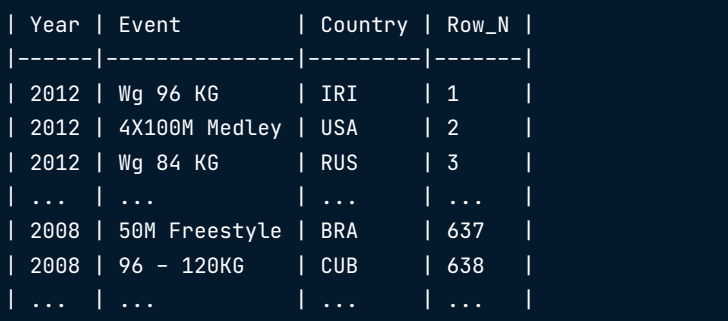 | Year | Event         | Country | Row_N |
|------|---------------|---------|-------|
| 2012 | Wg 96 KG      | IRI     | 1     |
| 2012 | 4X100M Medley | USA     | 2     |
| 2012 | Wg 84 KG      | RUS     | 3     |
| ...  | ...           | ...     | ...   |
| 2008 | 50M Freestyle | BRA     | 637   |
| 2008 | 96 – 120KG    | CUB     | 638   |
| ...  | ...           | ...     | ...   |